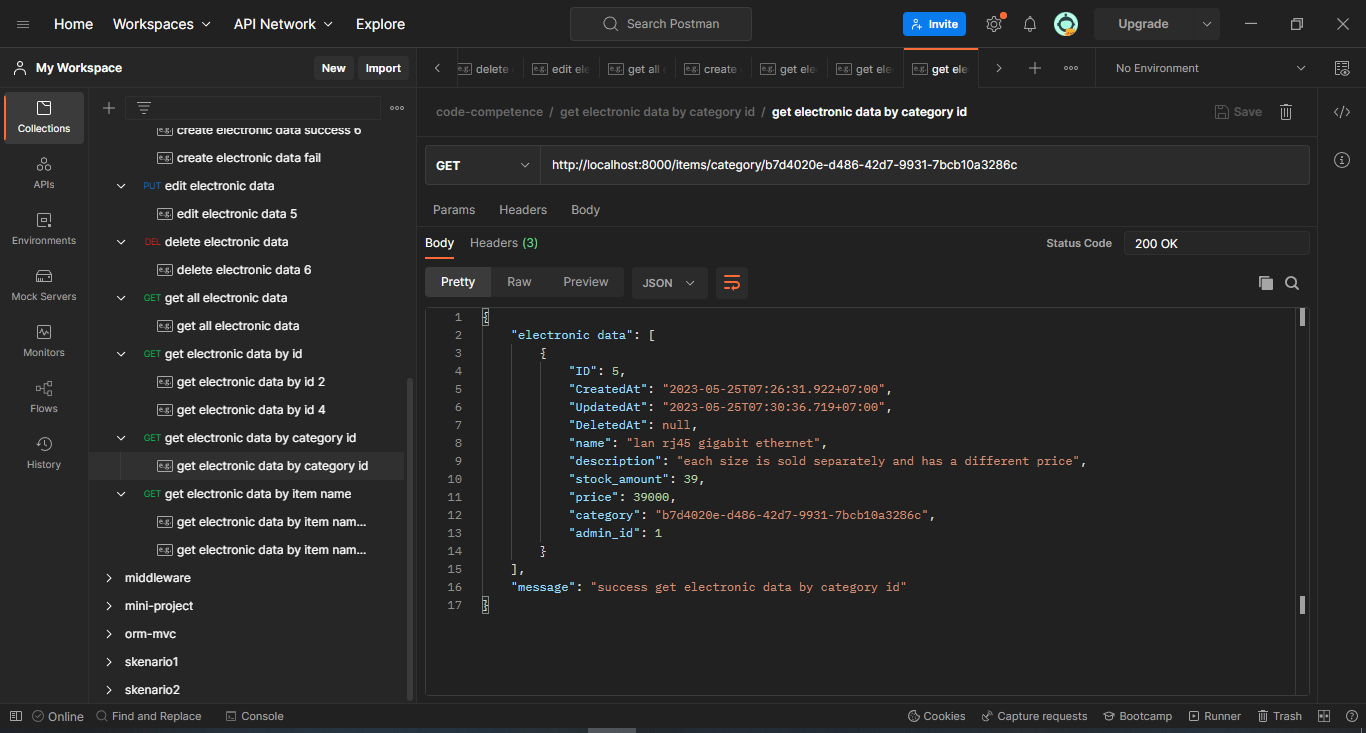 Home Workspaces API Network Explore Search Postman Invite Upgrade
My Workspace New Import
delete edit ele get all create get ele get ele get ele No Environment
Collections
APIs
Environments
Mock Servers
Monitors
Flows
History
create electronic data success 6
create electronic data fail
PUT edit electronic data
edit electronic data 5
DEL delete electronic data
delete electronic data 6
GET get all electronic data
get all electronic data
GET get electronic data by id
get electronic data by id 2
get electronic data by id 4
GET get electronic data by category id
get electronic data by category id
GET get electronic data by item name
get electronic data by item nam...
get electronic data by item nam...
middleware
mini-project
orm-mvc
skenario1
skenario2
code-competence / get electronic data by category id / get electronic data by category id Save
GET http://localhost:8000/items/category/b7d4020e-d486-42d7-9931-7bcb10a3286c
Params Headers Body
Body Headers (3) Status Code 200 OK
Pretty Raw Preview JSON
1 {
2 "electronic data": [
3 {
4 "ID": 5,
5 "CreatedAt": "2023-05-25T07:26:31.922+07:00",
6 "UpdatedAt": "2023-05-25T07:30:36.719+07:00",
7 "DeletedAt": null,
8 "name": "lan rj45 gigabit ethernet",
9 "description": "each size is sold separately and has a different price",
10 "stock_amount": 39,
11 "price": 39000,
12 "category": "b7d4020e-d486-42d7-9931-7bcb10a3286c",
13 "admin_id": 1
14 }
15 ],
16 "message": "success get electronic data by category id"
17 }
Online Find and Replace Console Cookies Capture requests Bootcamp Runner Trash